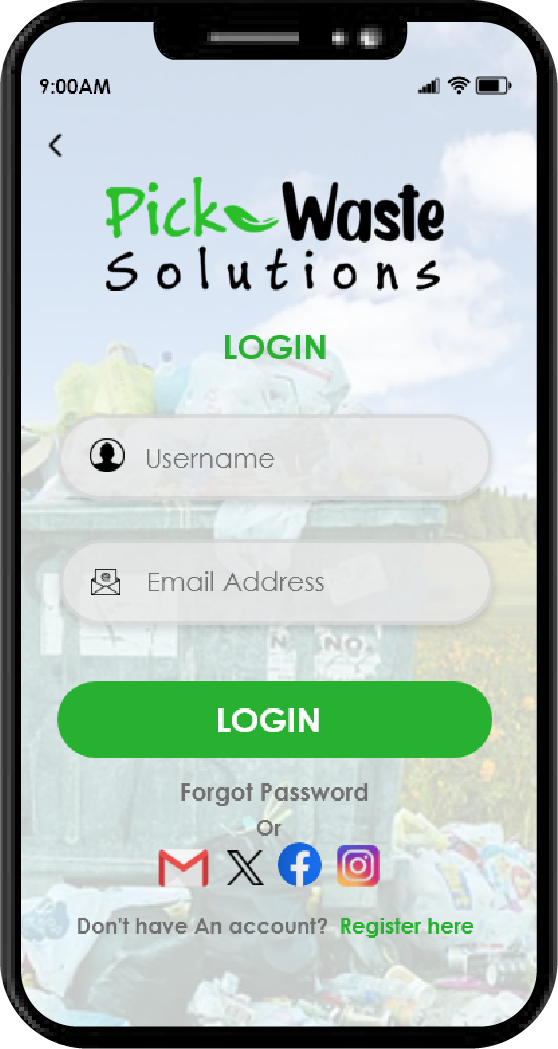 9:00AM
Pick Waste
Solutions
LOGIN
Username
Email Address
NO
LOGIN
Forgot Password
Or
Don't have An account? Register here